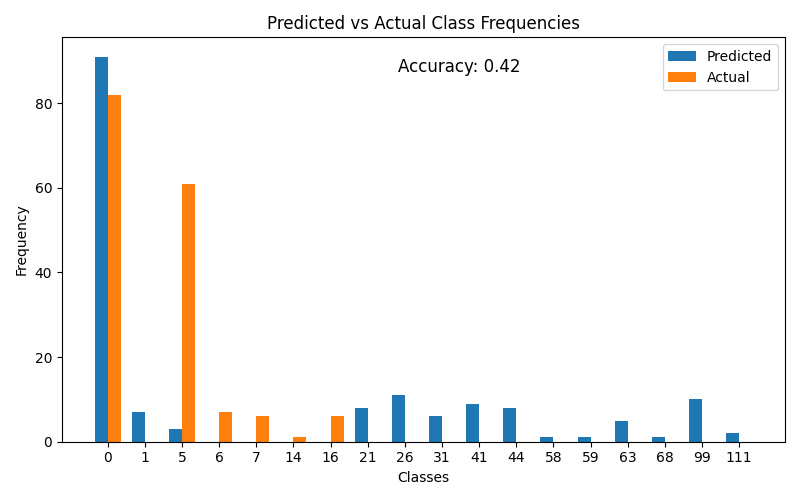 Predicted vs Actual Class Frequencies
Accuracy: 0.42
Predicted
Actual
80
60
40
20
0
Frequency
0 1 5 6 7 14 16 21 26 31 41 44 58 59 63 68 99 111
Classes